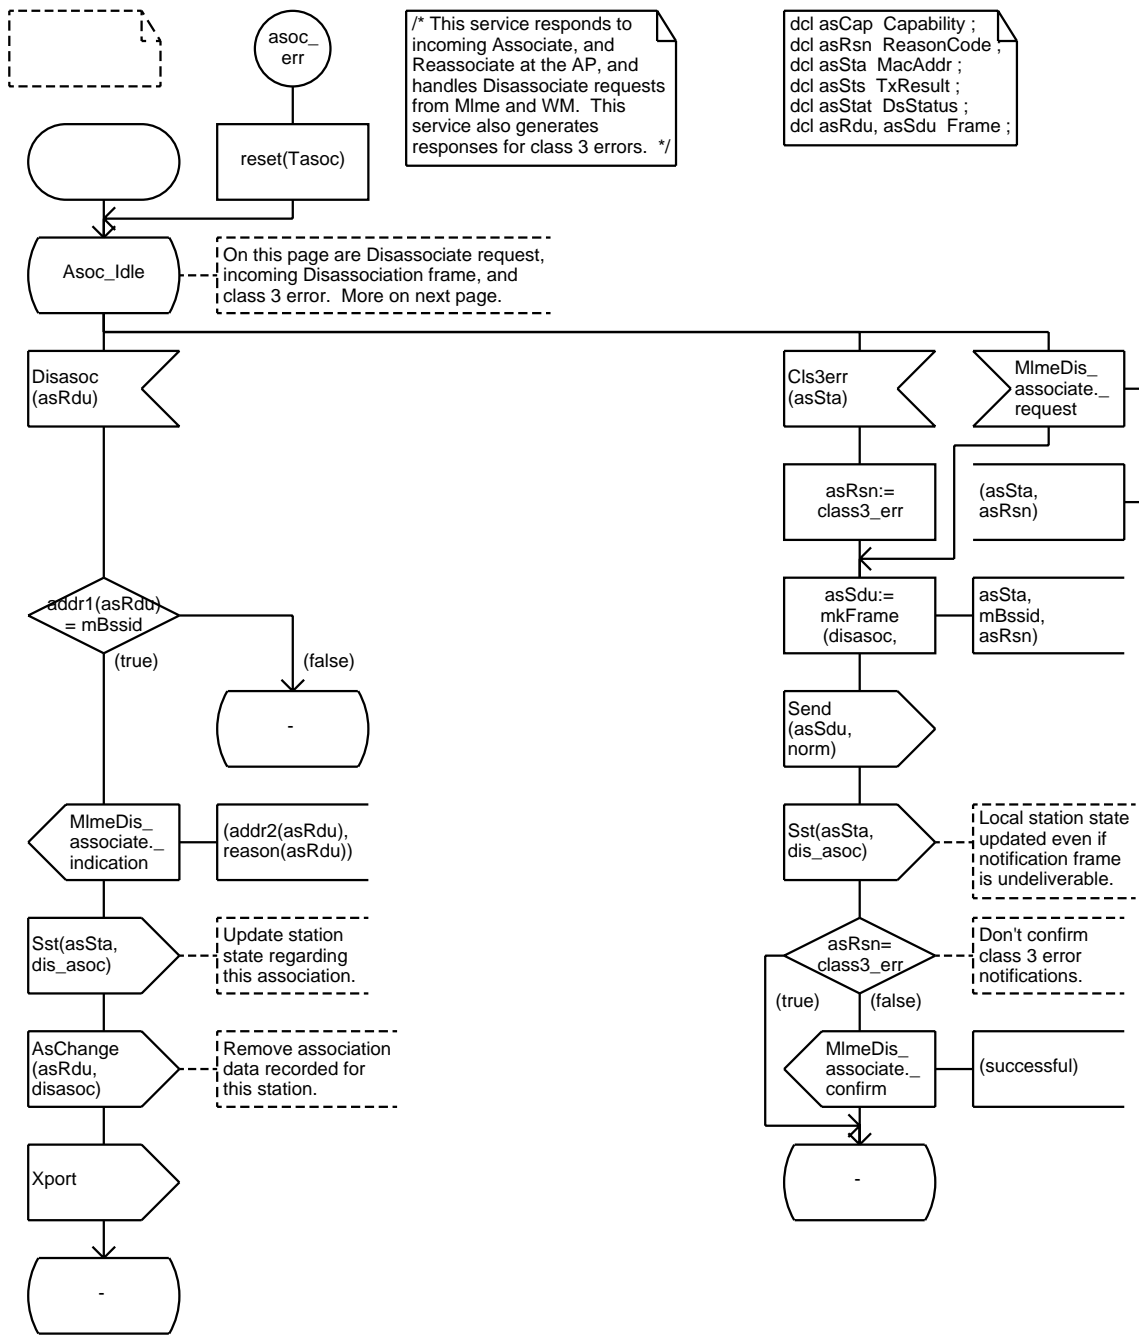 asoc_
err
/* This service responds to
incoming Associate, and
Reassociate at the AP, and
handles Disassociate requests
from Mlme and WM.  This
service also generates
responses for class 3 errors.  */
dcl asCap  Capability ;
dcl asRsn  ReasonCode ;
dcl asSta  MacAddr ;
dcl asSts  TxResult ;
dcl asStat  DsStatus ;
dcl asRdu, asSdu  Frame ;
reset(Tasoc)
Asoc_Idle
On this page are Disassociate request,
incoming Disassociation frame, and
class 3 error.  More on next page.
Disasoc
(asRdu)
Cls3err
(asSta)
MlmeDis_
associate._
request
asRsn:=
class3_err
(asSta,
asRsn)
addr1(asRdu)
= mBssid
(true)
(false)
asSdu:=
mkFrame
(disasoc,
asSta,
mBssid,
asRsn)
-
Send
(asSdu,
norm)
MlmeDis_
associate._
indication
(addr2(asRdu),
reason(asRdu))
Sst(asSta,
dis_asoc)
Local station state
updated even if
notification frame
is undeliverable.
Sst(asSta,
dis_asoc)
Update station
state regarding
this association.
asRsn=
class3_err
Don't confirm
class 3 error
notifications.
(true)
(false)
AsChange
(asRdu,
disasoc)
Remove association
data recorded for
this station.
MlmeDis_
associate._
confirm
(successful)
Xport
-
-